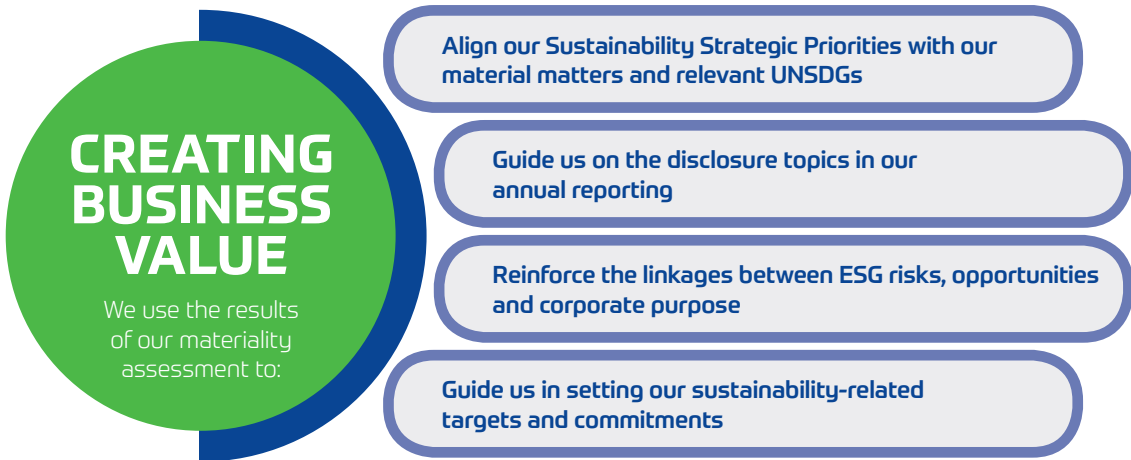 CREATING
BUSINESS
VALUE
We use the results
of our materiality
assessment to:
Align our Sustainability Strategic Priorities with our
material matters and relevant UNSDGs
Guide us on the disclosure topics in our
annual reporting
Reinforce the linkages between ESG risks, opportunities
and corporate purpose
Guide us in setting our sustainability-related
targets and commitments